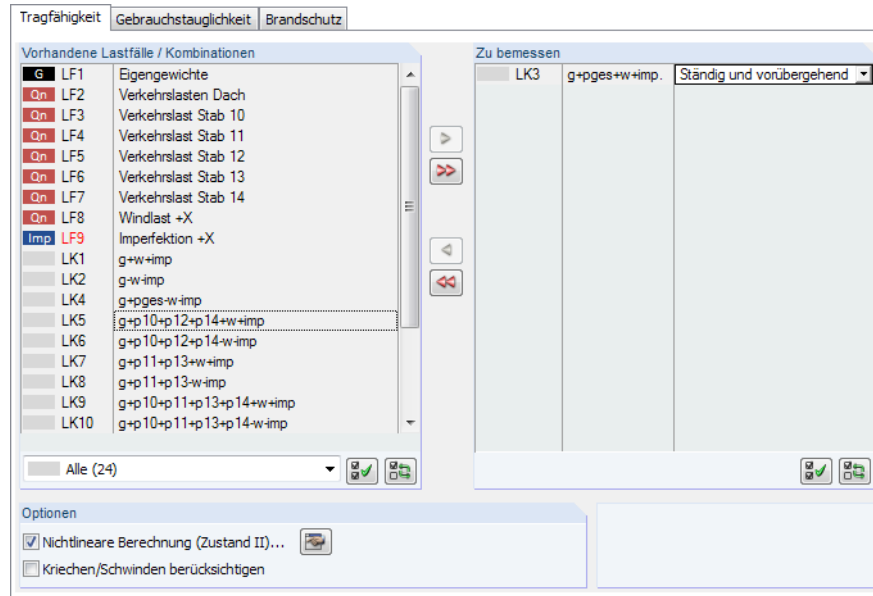 Tragfähigkeit Gebrauchstauglichkeit Brandschutz
Vorhandene Lastfälle / Kombinationen
G LF1 Eigengewichte
Qn LF2 Verkehrslasten Dach
Qn LF3 Verkehrslast Stab 10
Qn LF4 Verkehrslast Stab 11
Qn LF5 Verkehrslast Stab 12
Qn LF6 Verkehrslast Stab 13
Qn LF7 Verkehrslast Stab 14
Qn LF8 Windlast +X
Imp LF9 Imperfektion +X
LK1 g+w+imp
LK2 g-w-imp
LK4 g+pges-w-imp
LK5 g+p10+p12+p14+w+imp
LK6 g+p10+p12+p14-w-imp
LK7 g+p11+p13+w+imp
LK8 g+p11+p13-w-imp
LK9 g+p10+p11+p13+p14+w+imp
LK10 g+p10+p11+p13+p14-w-imp
Alle (24)
Zu bemessen
LK3 g+pges+w+imp. Ständig und vorübergehend
Optionen
Nichtlineare Berechnung (Zustand II)...
Kriechen/Schwinden berücksichtigen